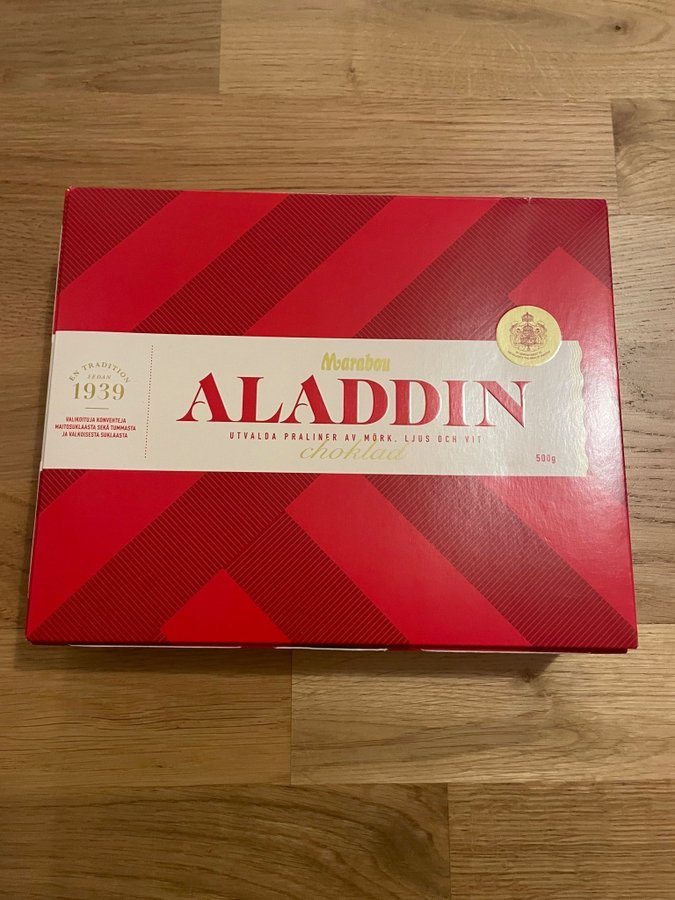 EN TRADITION
SEDAN
1939
VALIKOITUJA KONVEHTEJA
MAITOSUKLAASTA SEKÄ TUMMASTA
JA VALKOISESTA SUKLAASTA
Marabou
ALADDIN
UTVALDA PRALINER AV MÖRK, LJUS OCH VIT
choklad
500g